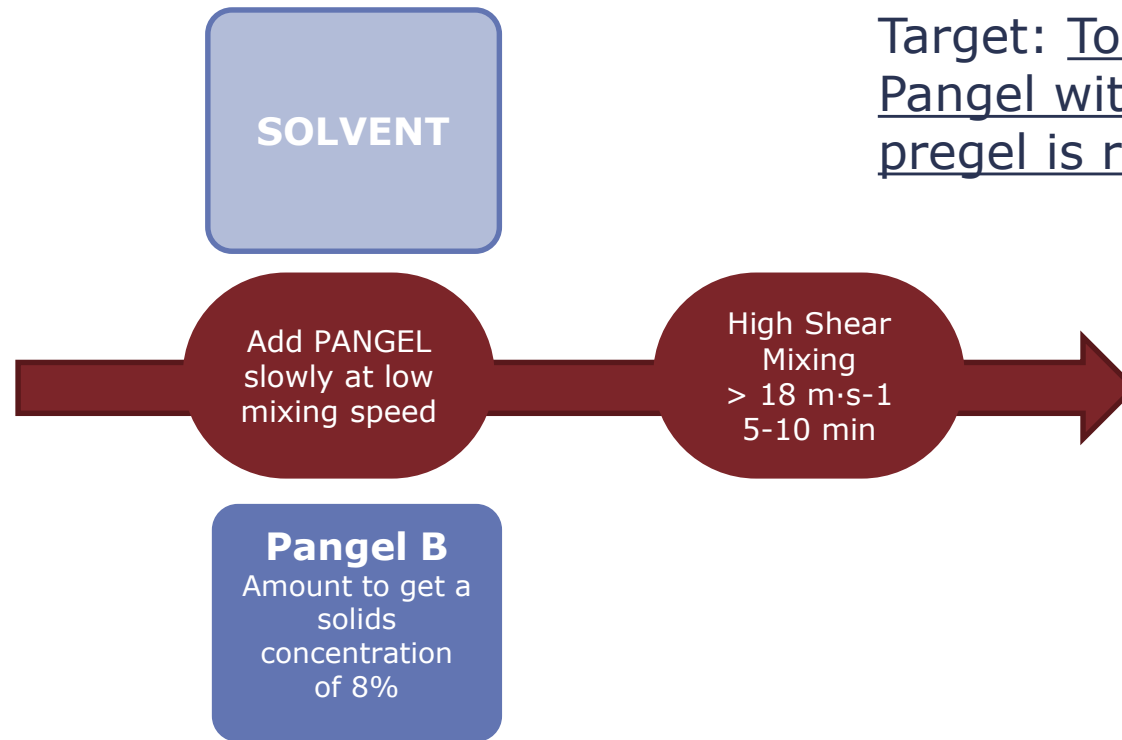 Target: To
Pangel wit
pregel is r
SOLVENT
Add PANGEL
slowly at low
mixing speed
High Shear
Mixing
> 18 m·s-1
5-10 min
Pangel B
Amount to get a
solids
concentration
of 8%